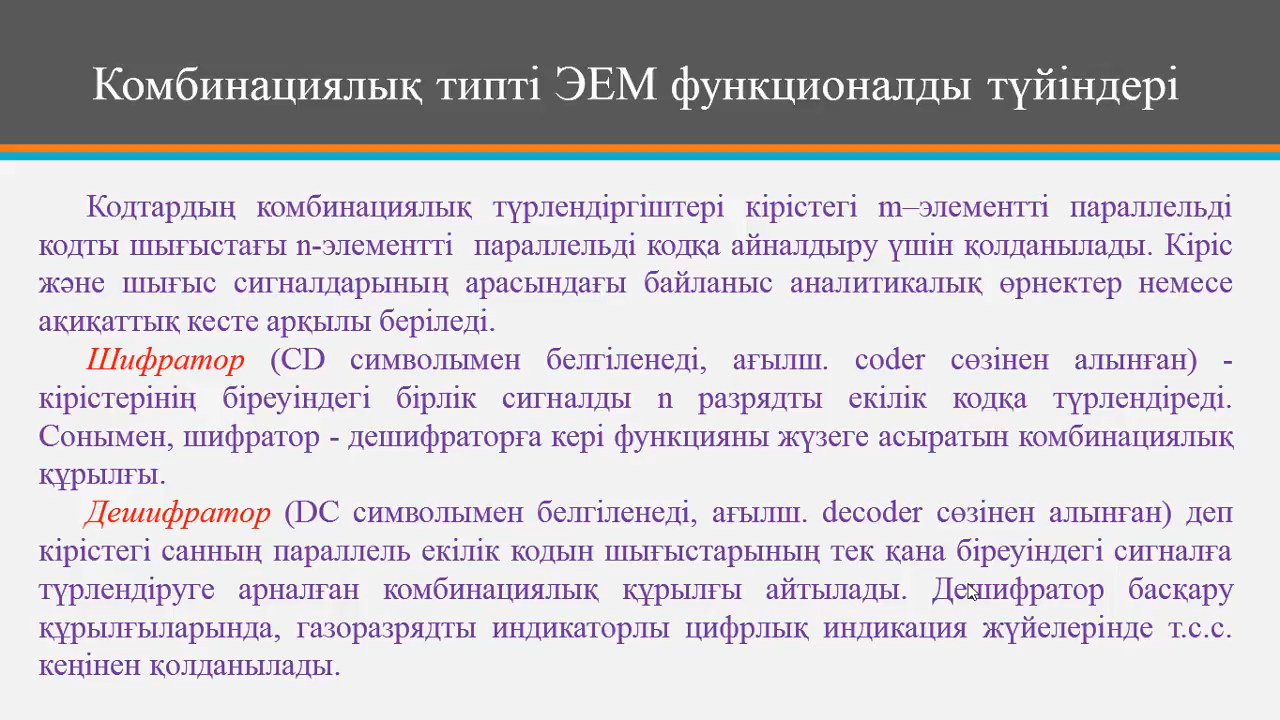 Комбинациялық типті ЭЕМ функционалды түйіндері
Кодтардың комбинациялық түрлендіргіштері кірістегі m–элементті параллельді
кодты шығыстағы n-элементті параллельді кодқа айналдыру үшін қолданылады. Кіріс
және шығыс сигналдарының арасындағы байланыс аналитикалық өрнектер немесе
ақиқаттық кесте арқылы беріледі.
Шифратор (CD символымен белгіленеді, ағылш. coder сөзінен алынған) -
кірістерінің біреуіндегі бірлік сигналды n разрядты екілік кодқа түрлендіреді.
Сонымен, шифратор - дешифраторға кері функцияны жүзеге асыратын комбинациялық
құрылғы.
Дешифратор (DC символымен белгіленеді, ағылш. decoder сөзінен алынған) деп
кірістегі санның параллель екілік кодын шығыстарының тек қана біреуіндегі сигналға
түрлендіруге арналған комбинациялық құрылғы айтылады. Дешифратор басқару
құрылғыларында, газоразрядты индикаторлы цифрлық индикация жүйелерінде т.с.с.
кеңінен қолданылады.